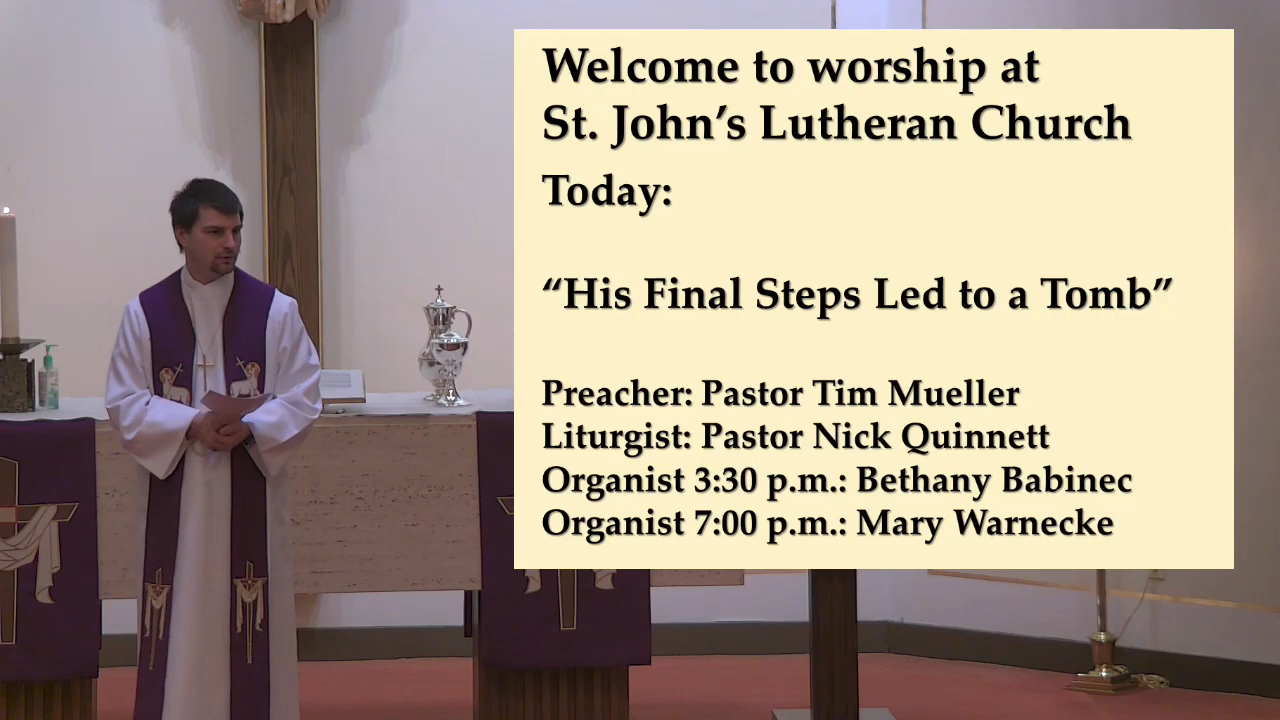 Welcome to worship at
St. John’s Lutheran Church
Today:
“His Final Steps Led to a Tomb”
Preacher: Pastor Tim Mueller
Liturgist: Pastor Nick Quinnett
Organist 3:30 p.m.: Bethany Babinec
Organist 7:00 p.m.: Mary Warnecke